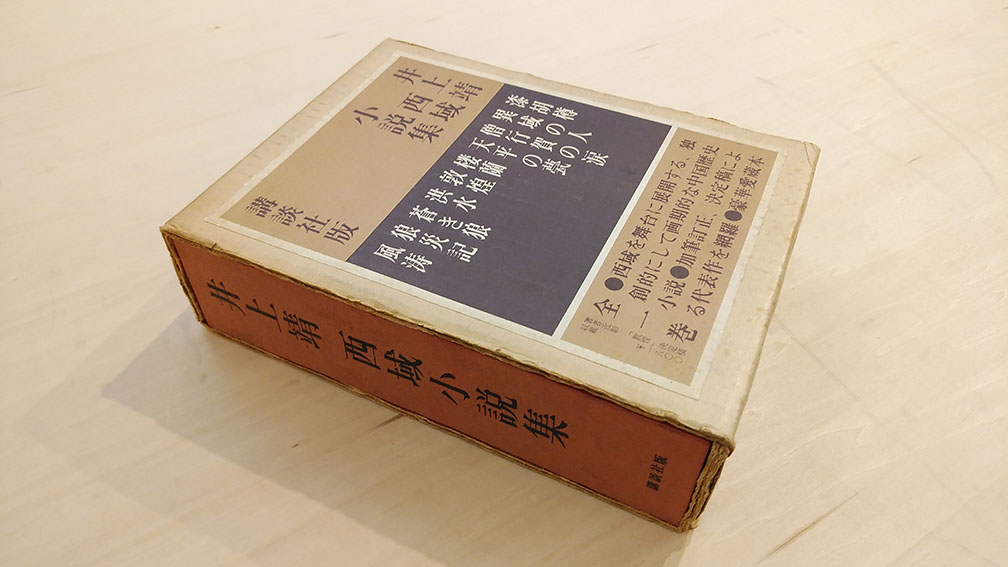 井上靖
西域
小説集
講談社版
漆胡樽
異域の人
僧行賀の涙
天平の甍
楼蘭
敦煌
洪水
蒼き狼
狼災記
風涛
●西域を舞台に展開する、独
創的にして画期的な中国歴史
小説●加筆訂正、決定稿によ
る代表作を網羅●豪華愛蔵本
全一巻
井上靖 西域小説集
講談社版